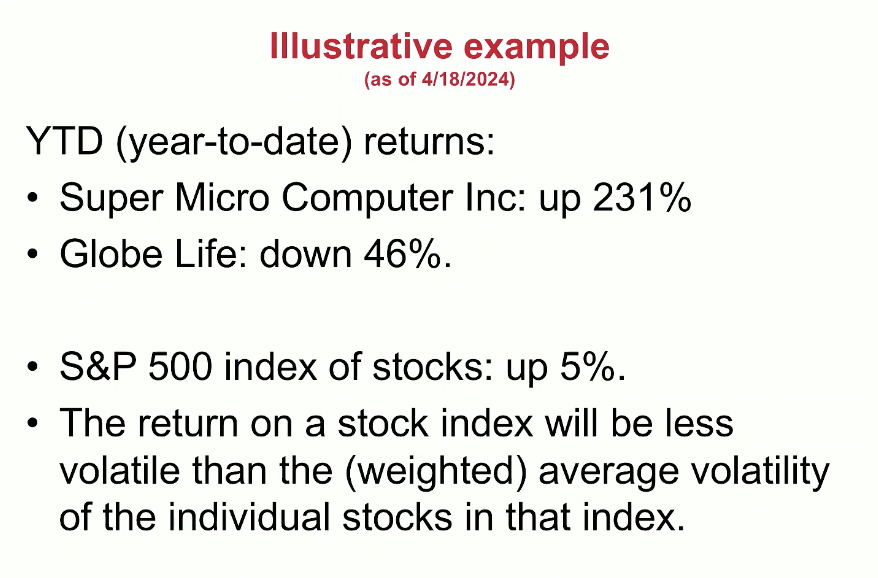 Illustrative example
(as of 4/18/2024)
YTD (year-to-date) returns:
• Super Micro Computer Inc: up 231%
• Globe Life: down 46%.
• S&P 500 index of stocks: up 5%.
• The return on a stock index will be less
volatile than the (weighted) average volatility
of the individual stocks in that index.